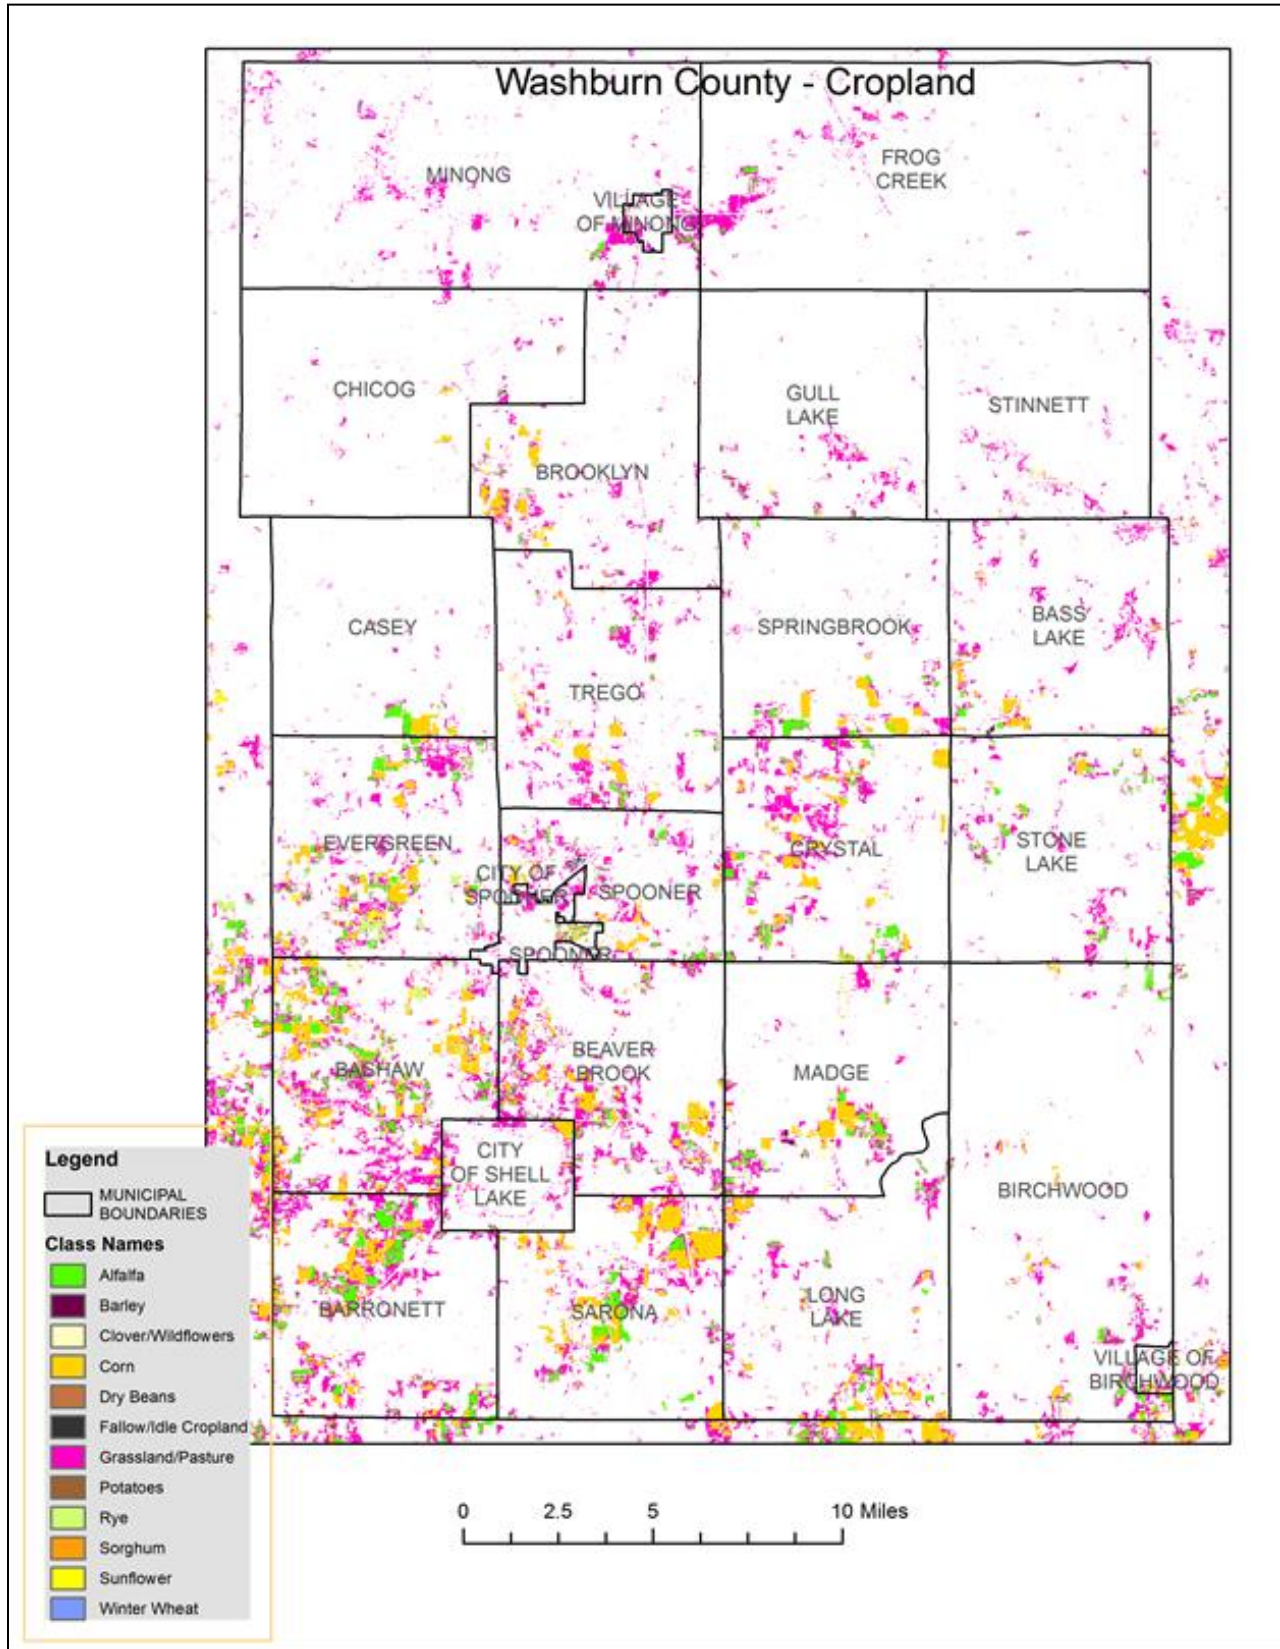 Washburn County - Cropland
MINONG
FROG
CREEK
VILLAGE
OF MINONG
CHICOG
GULL
LAKE
STINNETT
BROOKLYN
CASEY
SPRINGBROOK
BASS
LAKE
TREGO
EVERGREEN
CRYSTAL
STONE
LAKE
CITY OF
SPOONER
SPOONER
SPOONER
BASHAW
BEAVER
BROOK
MADGE
CITY
OF SHELL
LAKE
BIRCHWOOD
BARRONETT
SARONA
LONG
LAKE
VILLAGE OF
BIRCHWOOD
Legend
MUNICIPAL
BOUNDARIES
Class Names
Alfalfa
Barley
Clover/Wildflowers
Corn
Dry Beans
Fallow/Idle Cropland
Grassland/Pasture
Potatoes
Rye
Sorghum
Sunflower
Winter Wheat
0 2.5 5 10 Miles